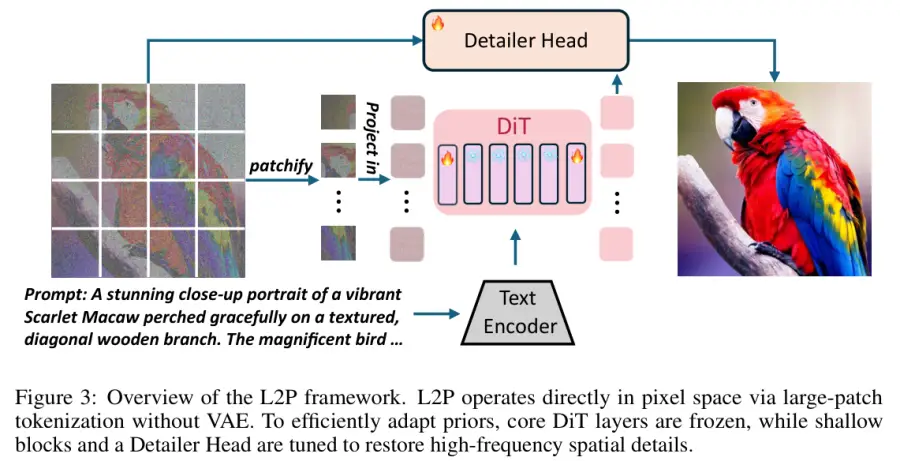 Detailer Head
patchify
Project in
DiT
Prompt: A stunning close-up portrait of a vibrant
Scarlet Macaw perched gracefully on a textured,
diagonal wooden branch. The magnificent bird ...
Text
Encoder
Figure 3: Overview of the L2P framework. L2P operates directly in pixel space via large-patch
tokenization without VAE. To efficiently adapt priors, core DiT layers are frozen, while shallow
blocks and a Detailer Head are tuned to restore high-frequency spatial details.